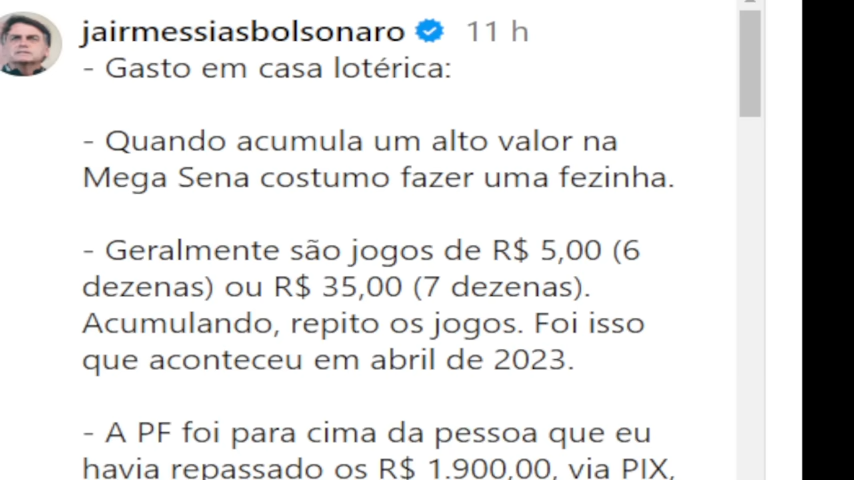 jairmessiasbolsonaro 11 h
- Gasto em casa lotérica:
- Quando acumula um alto valor na
Mega Sena costumo fazer uma fezinha.
- Geralmente são jogos de R$ 5,00 (6
dezenas) ou R$ 35,00 (7 dezenas).
Acumulando, repito os jogos. Foi isso
que aconteceu em abril de 2023.
- A PF foi para cima da pessoa que eu
havia repassado os R$ 1.900,00, via PIX,